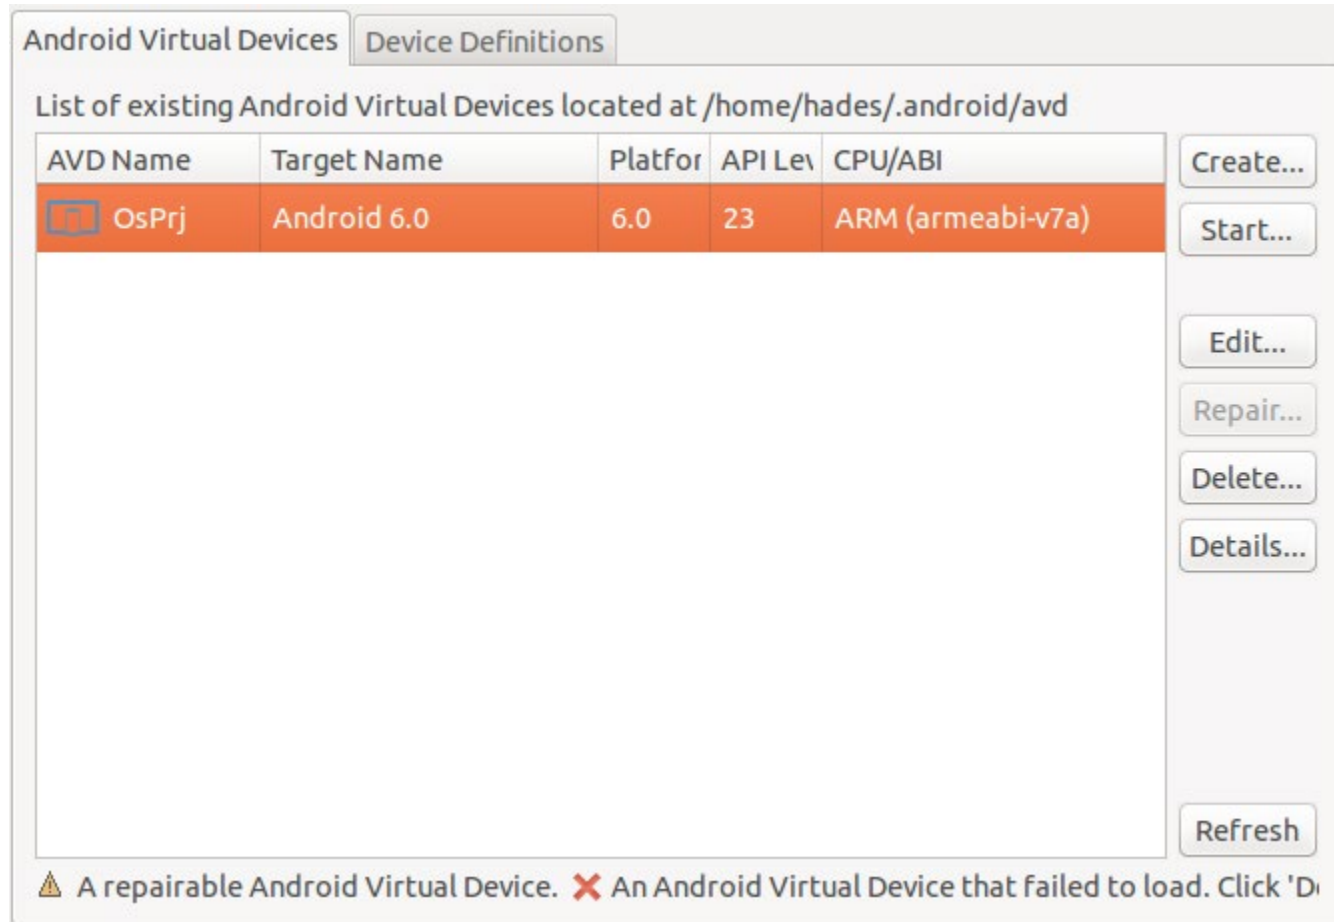 Android Virtual Devices Device Definitions
List of existing Android Virtual Devices located at /home/hades/.android/avd
AVD Name Target Name Platfor API Lev CPU/ABI
OsPrj Android 6.0 6.0 23 ARM (armeabi-v7a)
Create...
Start...
Edit...
Repair...
Delete...
Details...
Refresh
A repairable Android Virtual Device. An Android Virtual Device that failed to load. Click 'De